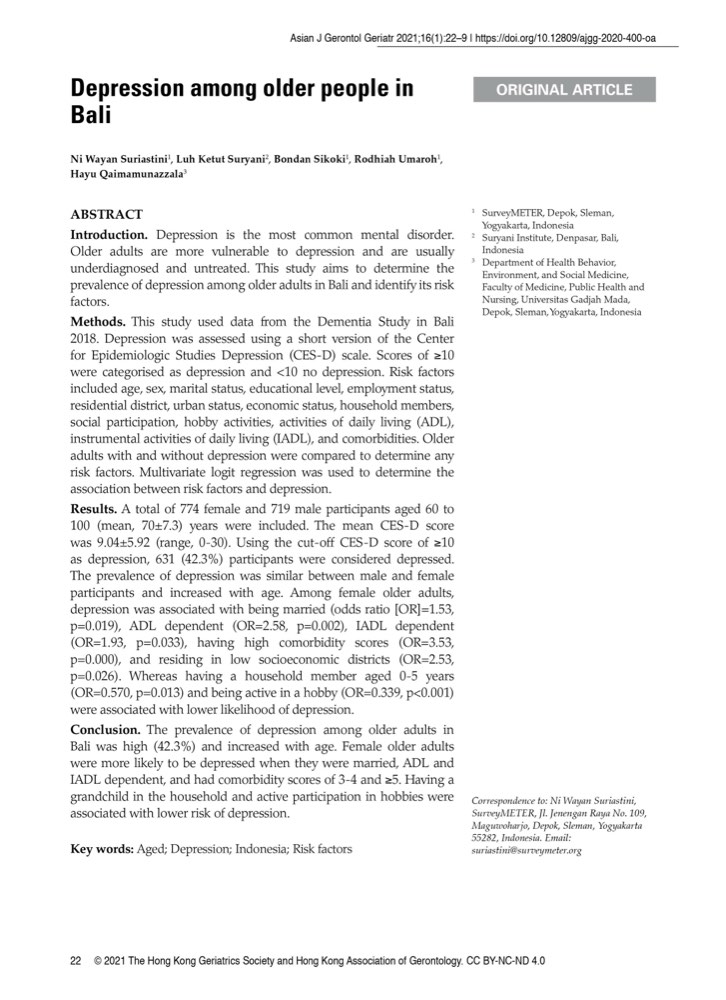 Asian J Gerontol Geriatr 2021;16(1):22–9 I https://doi.org/10.12809/ajgg-2020-400-oa
Depression among older people in
Bali
ORIGINAL ARTICLE
Ni Wayan Suriastini¹, Luh Ketut Suryani², Bondan Sikoki¹, Rodhiah Umaroh¹,
Hayu Qaimamunazzala³
ABSTRACT
Introduction. Depression is the most common mental disorder.
Older adults are more vulnerable to depression and are usually
underdiagnosed and untreated. This study aims to determine the
prevalence of depression among older adults in Bali and identify its risk
factors.
Methods. This study used data from the Dementia Study in Bali
2018. Depression was assessed using a short version of the Center
for Epidemiologic Studies Depression (CES-D) scale. Scores of ≥10
were categorised as depression and <10 no depression. Risk factors
included age, sex, marital status, educational level, employment status,
residential district, urban status, economic status, household members,
social participation, hobby activities, activities of daily living (ADL),
instrumental activities of daily living (IADL), and comorbidities. Older
adults with and without depression were compared to determine any
risk factors. Multivariate logit regression was used to determine the
association between risk factors and depression.
Results. A total of 774 female and 719 male participants aged 60 to
100 (mean, 70±7.3) years were included. The mean CES-D score
was 9.04±5.92 (range, 0-30). Using the cut-off CES-D score of ≥10
as depression, 631 (42.3%) participants were considered depressed.
The prevalence of depression was similar between male and female
participants and increased with age. Among female older adults,
depression was associated with being married (odds ratio [OR]=1.53,
p=0.019), ADL dependent (OR=2.58, p=0.002), IADL dependent
(OR=1.93, p=0.033), having high comorbidity scores (OR=3.53,
p=0.000), and residing in low socioeconomic districts (OR=2.53,
p=0.026). Whereas having a household member aged 0-5 years
(OR=0.570, p=0.013) and being active in a hobby (OR=0.339, p<0.001)
were associated with lower likelihood of depression.
Conclusion. The prevalence of depression among older adults in
Bali was high (42.3%) and increased with age. Female older adults
were more likely to be depressed when they were married, ADL and
IADL dependent, and had comorbidity scores of 3-4 and ≥5. Having a
grandchild in the household and active participation in hobbies were
associated with lower risk of depression.
Key words: Aged; Depression; Indonesia; Risk factors
¹ SurveyMETER, Depok, Sleman,
Yogyakarta, Indonesia
² Suryani Institute, Denpasar, Bali,
Indonesia
³ Department of Health Behavior,
Environment, and Social Medicine,
Faculty of Medicine, Public Health and
Nursing, Universitas Gadjah Mada,
Depok, Sleman, Yogyakarta, Indonesia
Correspondence to: Ni Wayan Suriastini,
SurveyMETER, Jl. Jenengan Raya No. 109,
Maguwoharjo, Depok, Sleman, Yogyakarta
55282, Indonesia. Email:
suriastini@surveymeter.org
22 © 2021 The Hong Kong Geriatrics Society and Hong Kong Association of Gerontology. CC BY-NC-ND 4.0